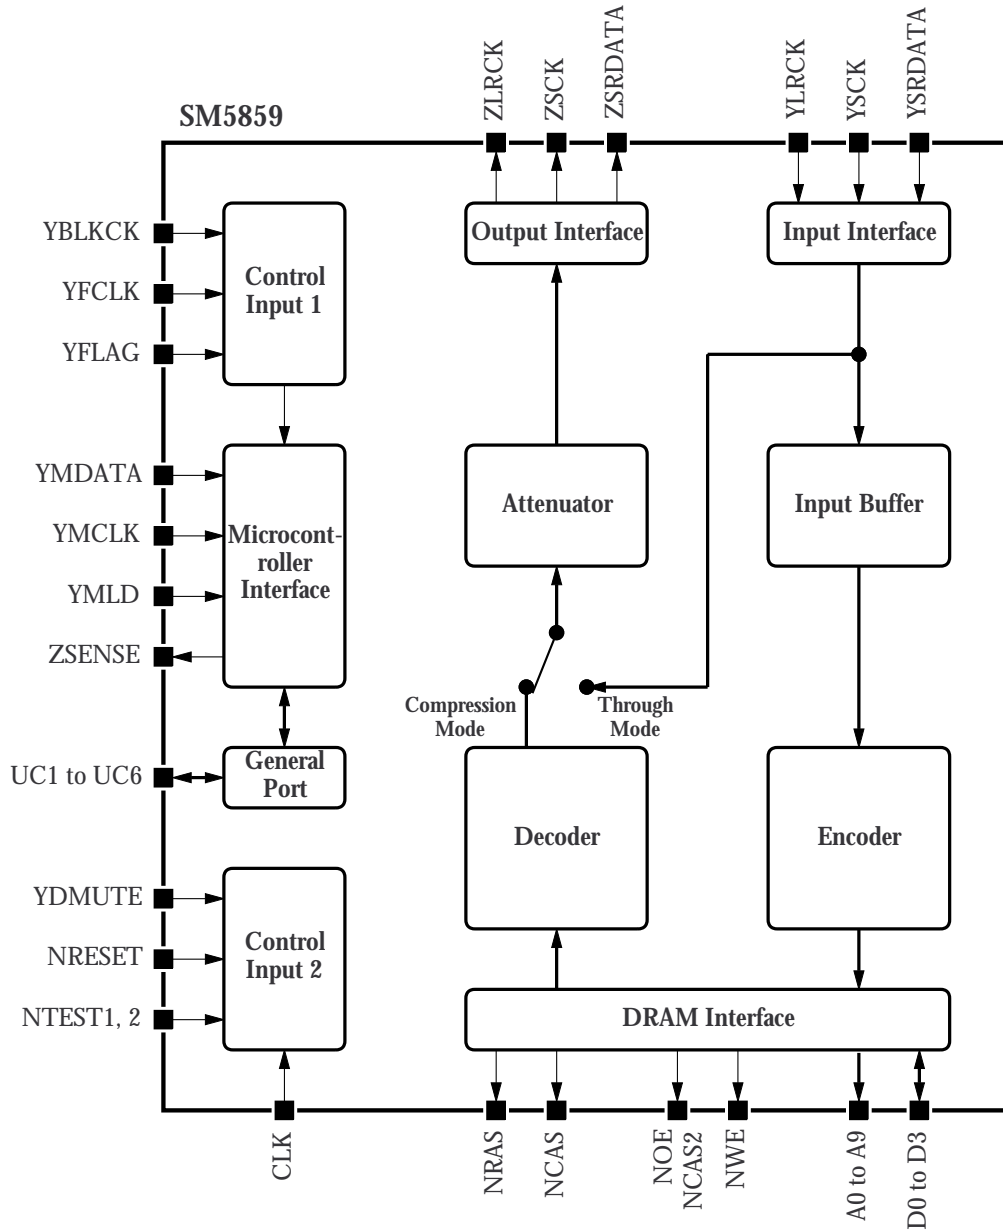 ZLRCK
ZSCK
ZSRDATA
YLRCK
YSCK
YSRDATA
SM5859
YBLKCK
YFCLK
YFLAG
Control
Input 1
Output Interface
Input Interface
YMDATA
YMCLK
YMLD
ZSENSE
Microcont-
roller
Interface
Attenuator
Input Buffer
Compression
Mode
Through
Mode
UC1 to UC6
General
Port
Decoder
Encoder
YDMUTE
NRESET
NTEST1, 2
Control
Input 2
DRAM Interface
CLK
NRAS
NCAS
NOE
NCAS2
NWE
A0 to A9
D0 to D3